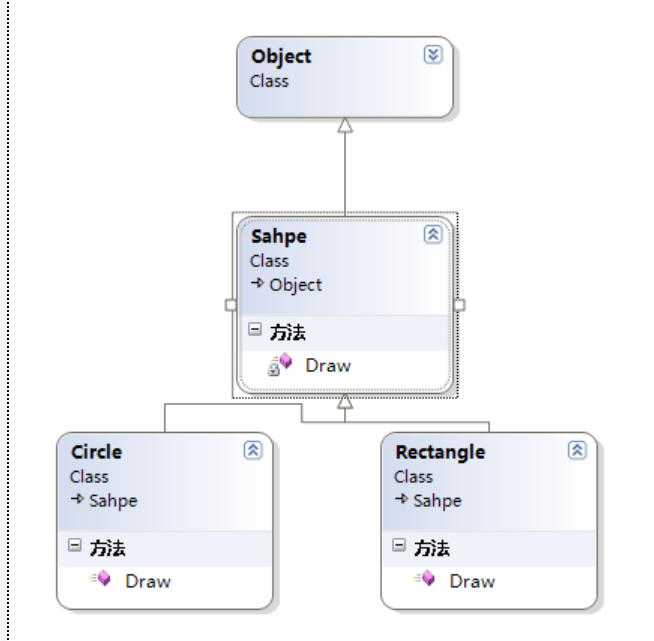 Object
Class
Sahpe
Class
Object
方法
Draw
Circle
Class
Sahpe
方法
Draw
Rectangle
Class
Sahpe
方法
Draw